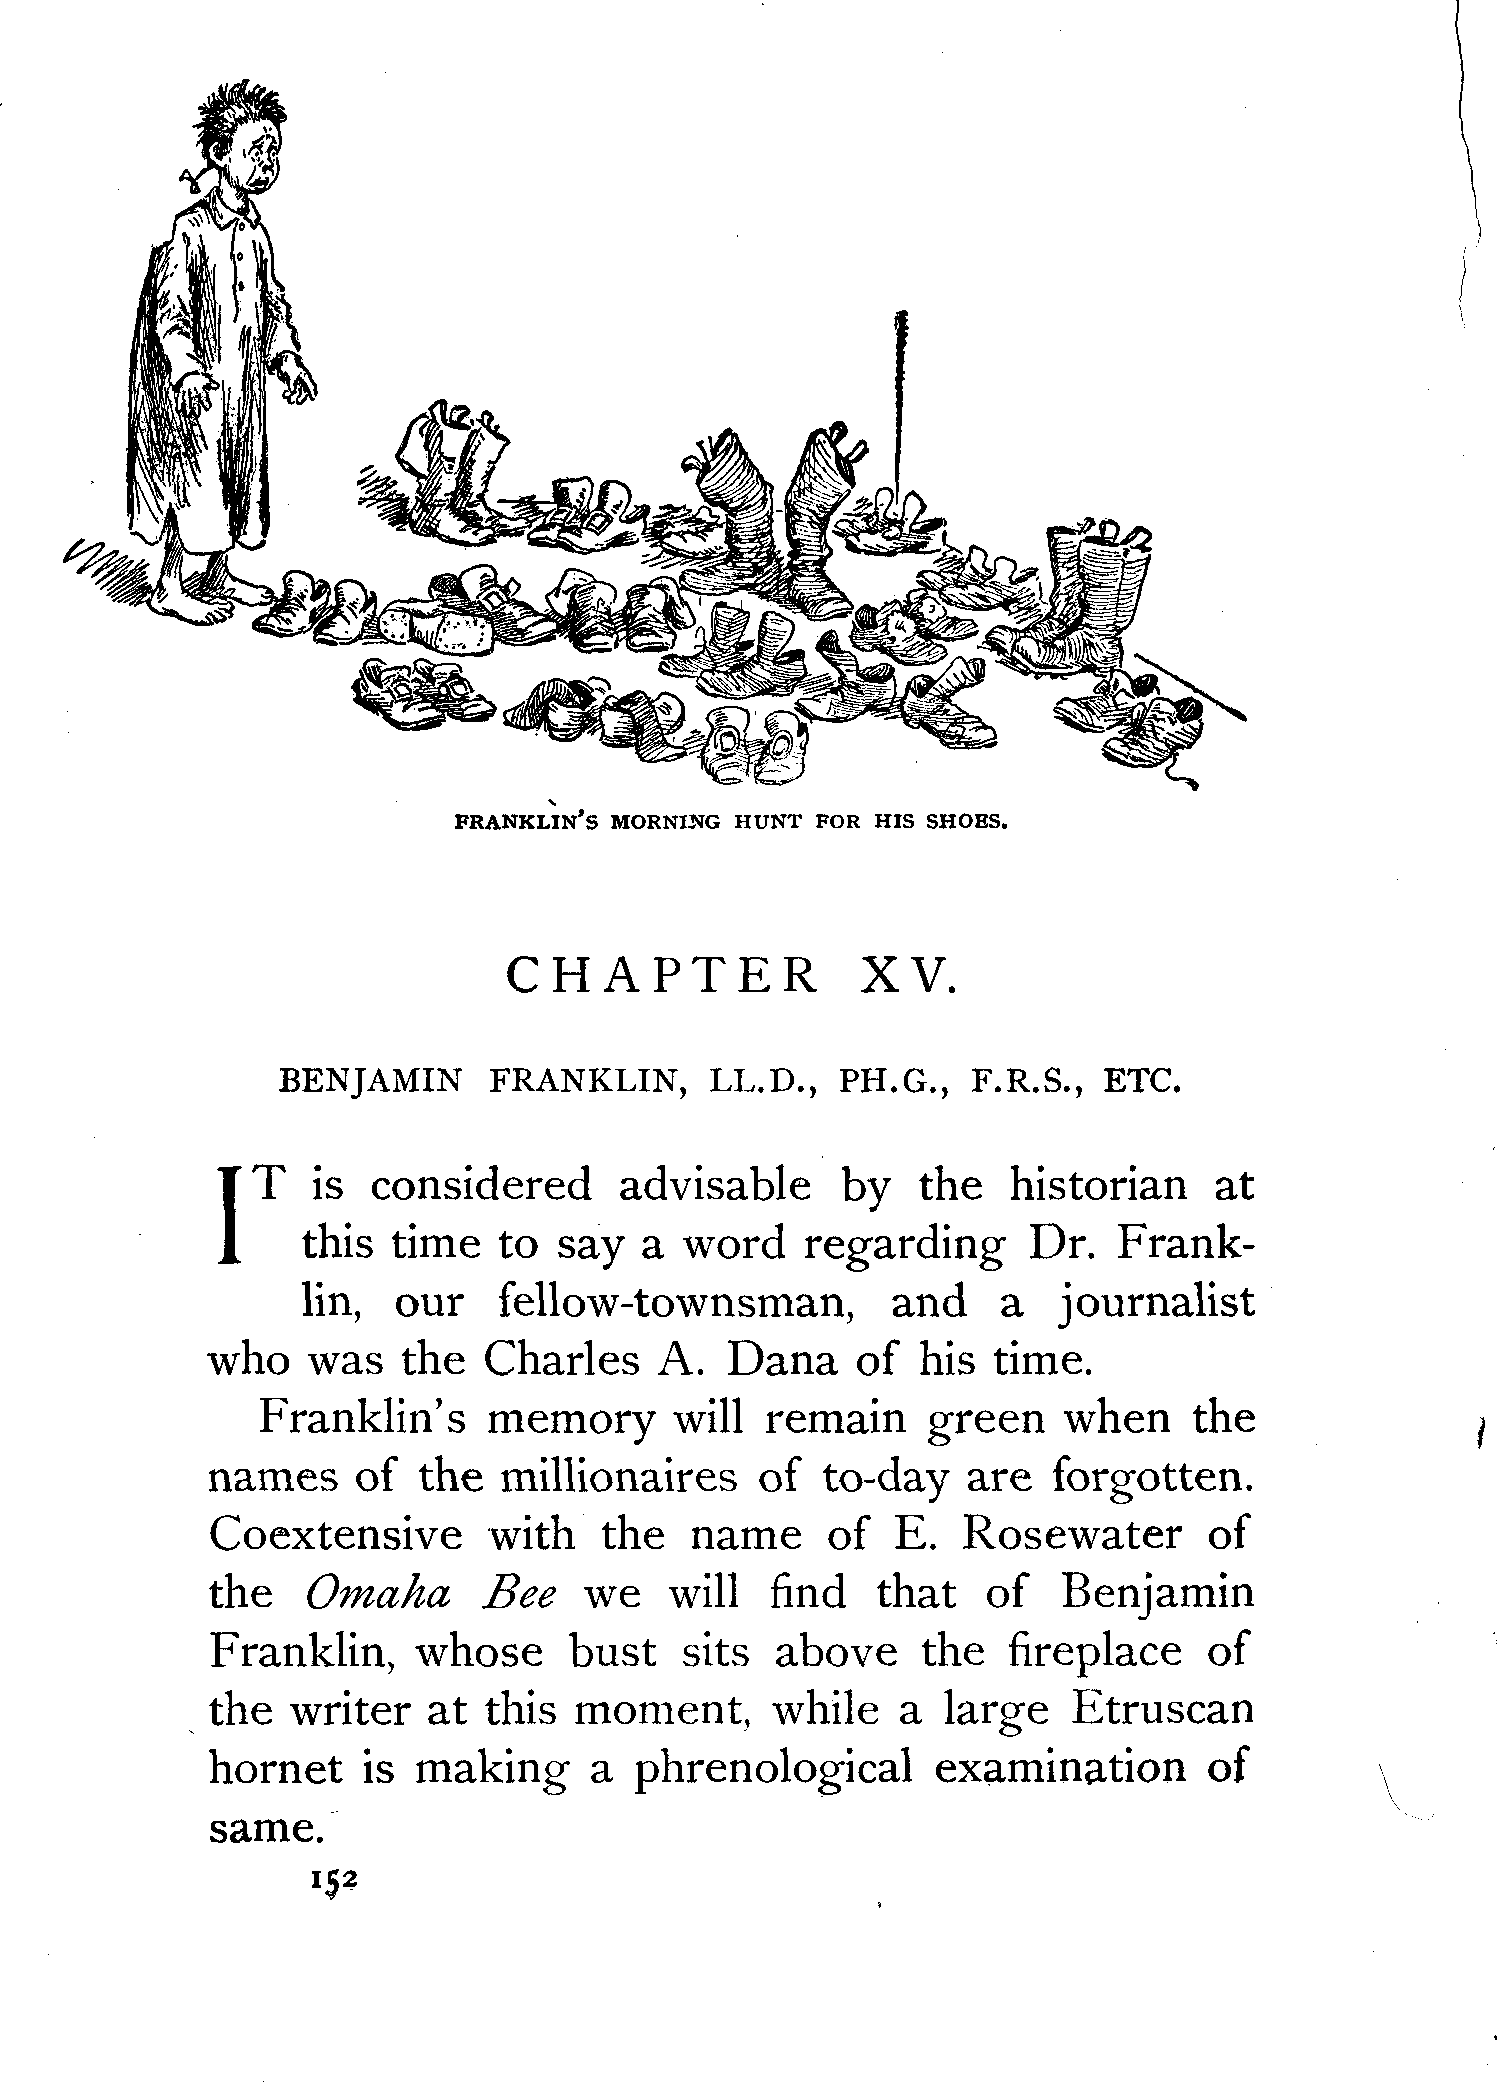 FRANKLIN'S MORNING HUNT FOR HIS SHOES.
CHAPTER XV.
BENJAMIN FRANKLIN, LL.D., PH.G., F.R.S., ETC.
IT is considered advisable by the historian at
this time to say a word regarding Dr. Frank-
lin, our fellow-townsman, and a journalist
who was the Charles A. Dana of his time.
Franklin's memory will remain green when the
names of the millionaires of to-day are forgotten.
Coextensive with the name of E. Rosewater of
the Omaha Bee we will find that of Benjamin
Franklin, whose bust sits above the fireplace of
the writer at this moment, while a large Etruscan
hornet is making a phrenological examination of
same.
152